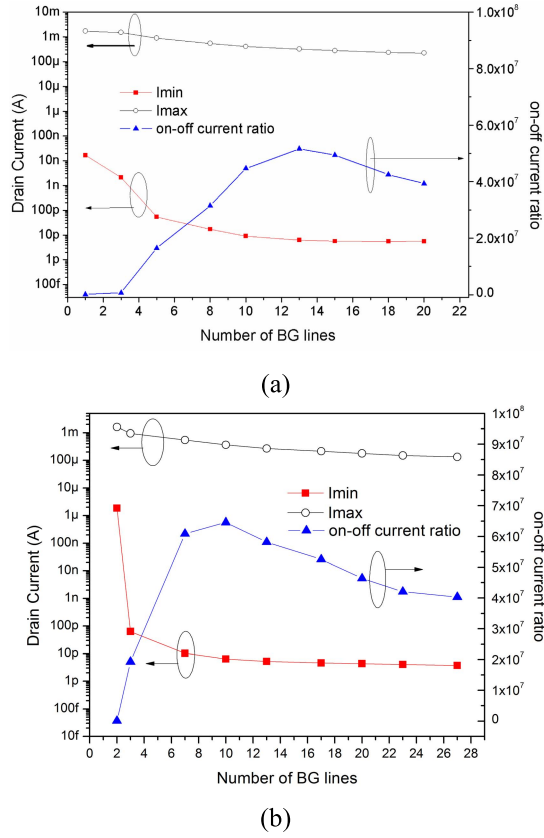 10m
1m
100μ
10μ
1μ
100n
10n
1n
100p
10p
1p
100f
Drain Current (A)
Imin
Imax
on-off current ratio
1.0x10^8
8.0x10^7
6.0x10^7
4.0x10^7
2.0x10^7
0.0
on-off current ratio
0 2 4 6 8 10 12 14 16 18 20 22
Number of BG lines
(a)
1m
100μ
10μ
1μ
100n
10n
1n
100p
10p
1p
100f
10f
Drain Current (A)
Imin
Imax
on-off current ratio
1x10^8
9x10^7
8x10^7
7x10^7
6x10^7
5x10^7
4x10^7
3x10^7
2x10^7
1x10^7
0
on-off current ratio
0 2 4 6 8 10 12 14 16 18 20 22 24 26 28
Number of BG lines
(b)